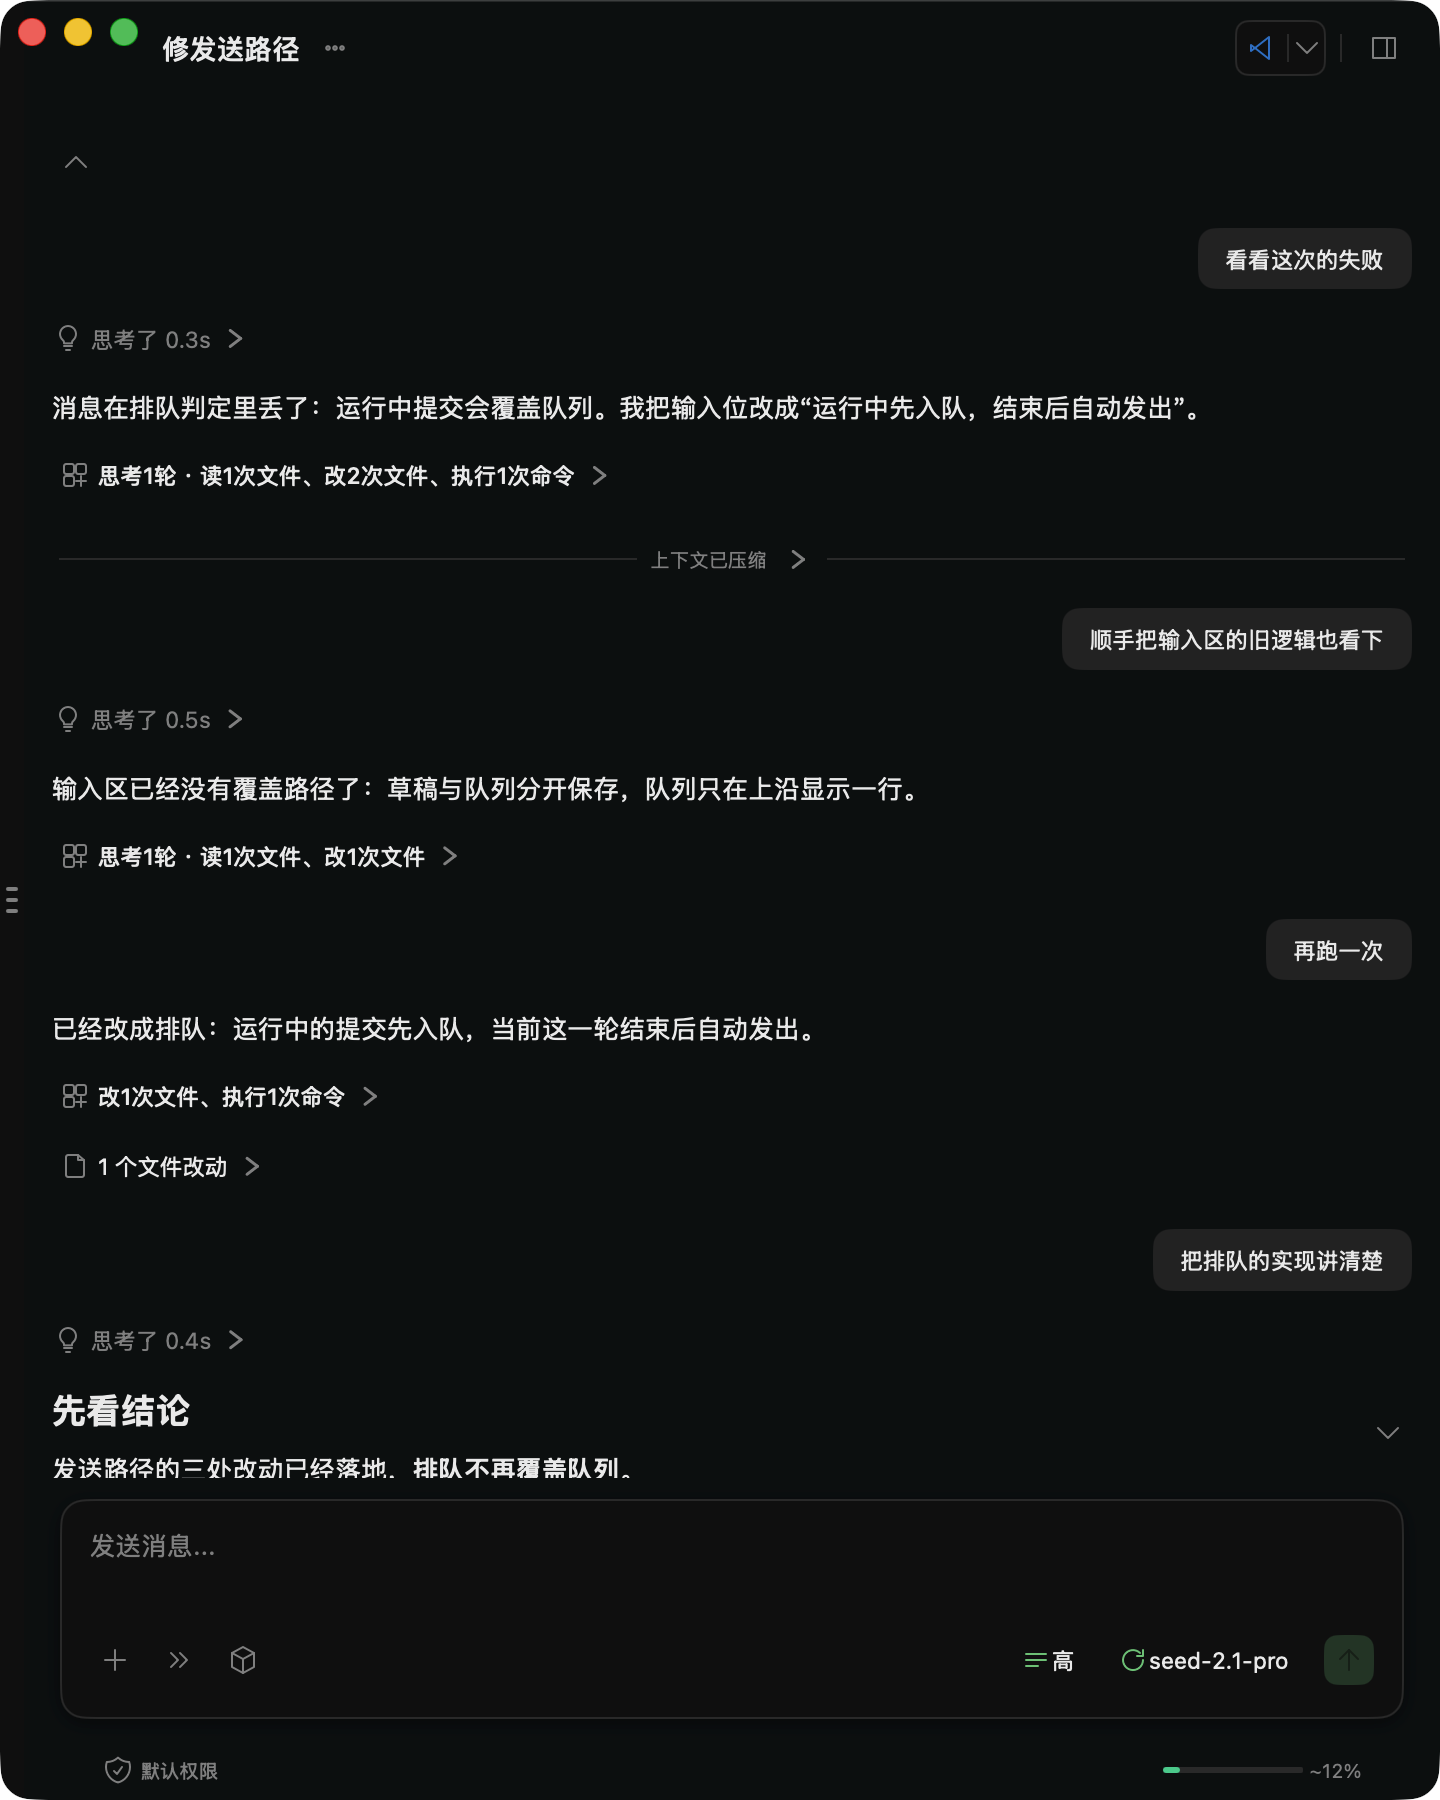 修发送路径
看看这次的失败
思考了 0.3s
消息在排队判定里丢了：运行中提交会覆盖队列。我把输入位改成“运行中先入队，结束后自动发出”。
思考1轮 · 读1次文件、改2次文件、执行1次命令
上下文已压缩
顺手把输入区的旧逻辑也看下
思考了 0.5s
输入区已经没有覆盖路径了：草稿与队列分开保存，队列只在上沿显示一行。
思考1轮 · 读1次文件、改1次文件
再跑一次
已经改成排队：运行中的提交先入队，当前这一轮结束后自动发出。
改1次文件、执行1次命令
1 个文件改动
把排队的实现讲清楚
思考了 0.4s
先看结论
发送路径的三处改动已经落地，排队不再覆盖队列。
发送消息...
高
seed-2.1-pro
默认权限
~12%